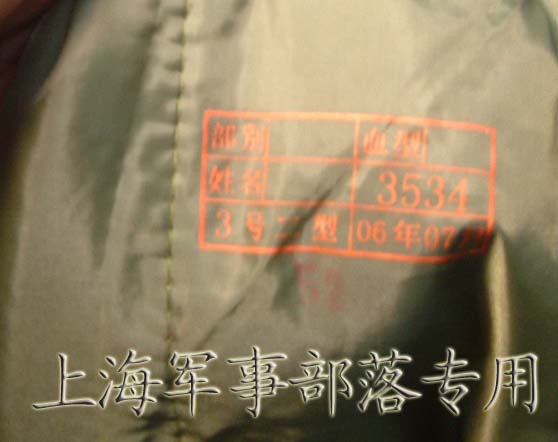 部别 血型
姓名 3534
3号二型 06年07月
52
上海军事部落专用